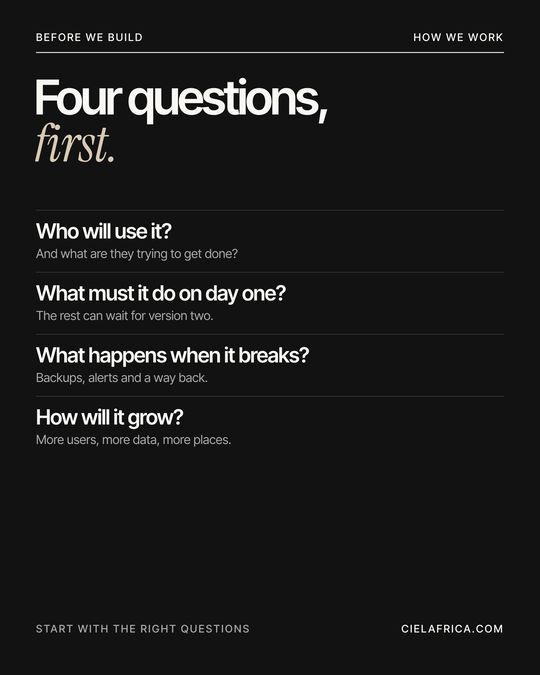 BEFORE WE BUILD
HOW WE WORK
Four questions,
first.
Who will use it?
And what are they trying to get done?
What must it do on day one?
The rest can wait for version two.
What happens when it breaks?
Backups, alerts and a way back.
How will it grow?
More users, more data, more places.
START WITH THE RIGHT QUESTIONS
CIELAFRICA.COM